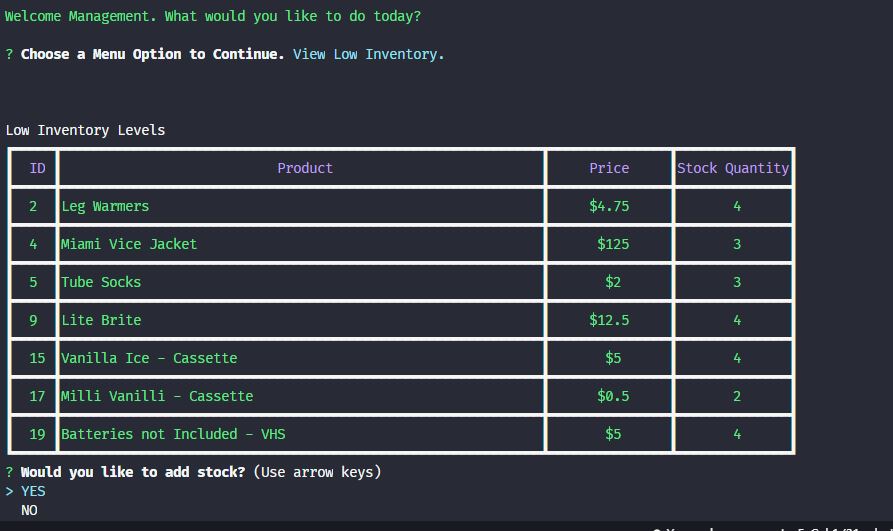 Welcome Management. What would you like to do today?
? Choose a Menu Option to Continue. View Low Inventory.
Low Inventory Levels
ID Product Price Stock Quantity
2 Leg Warmers $4.75 4
4 Miami Vice Jacket $125 3
5 Tube Socks $2 3
9 Lite Brite $12.5 4
15 Vanilla Ice - Cassette $5 4
17 Milli Vanilli - Cassette $0.5 2
19 Batteries not Included - VHS $5 4
? Would you like to add stock? (Use arrow keys)
> YES
NO